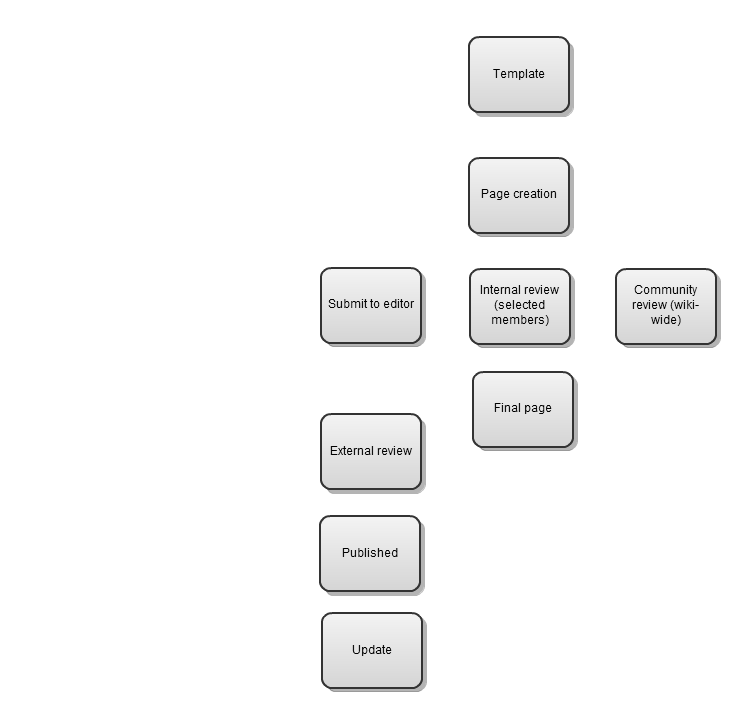 Template
Page creation
Submit to editor
Internal review
(selected
members)
Community
review (wiki-
wide)
Final page
External review
Published
Update